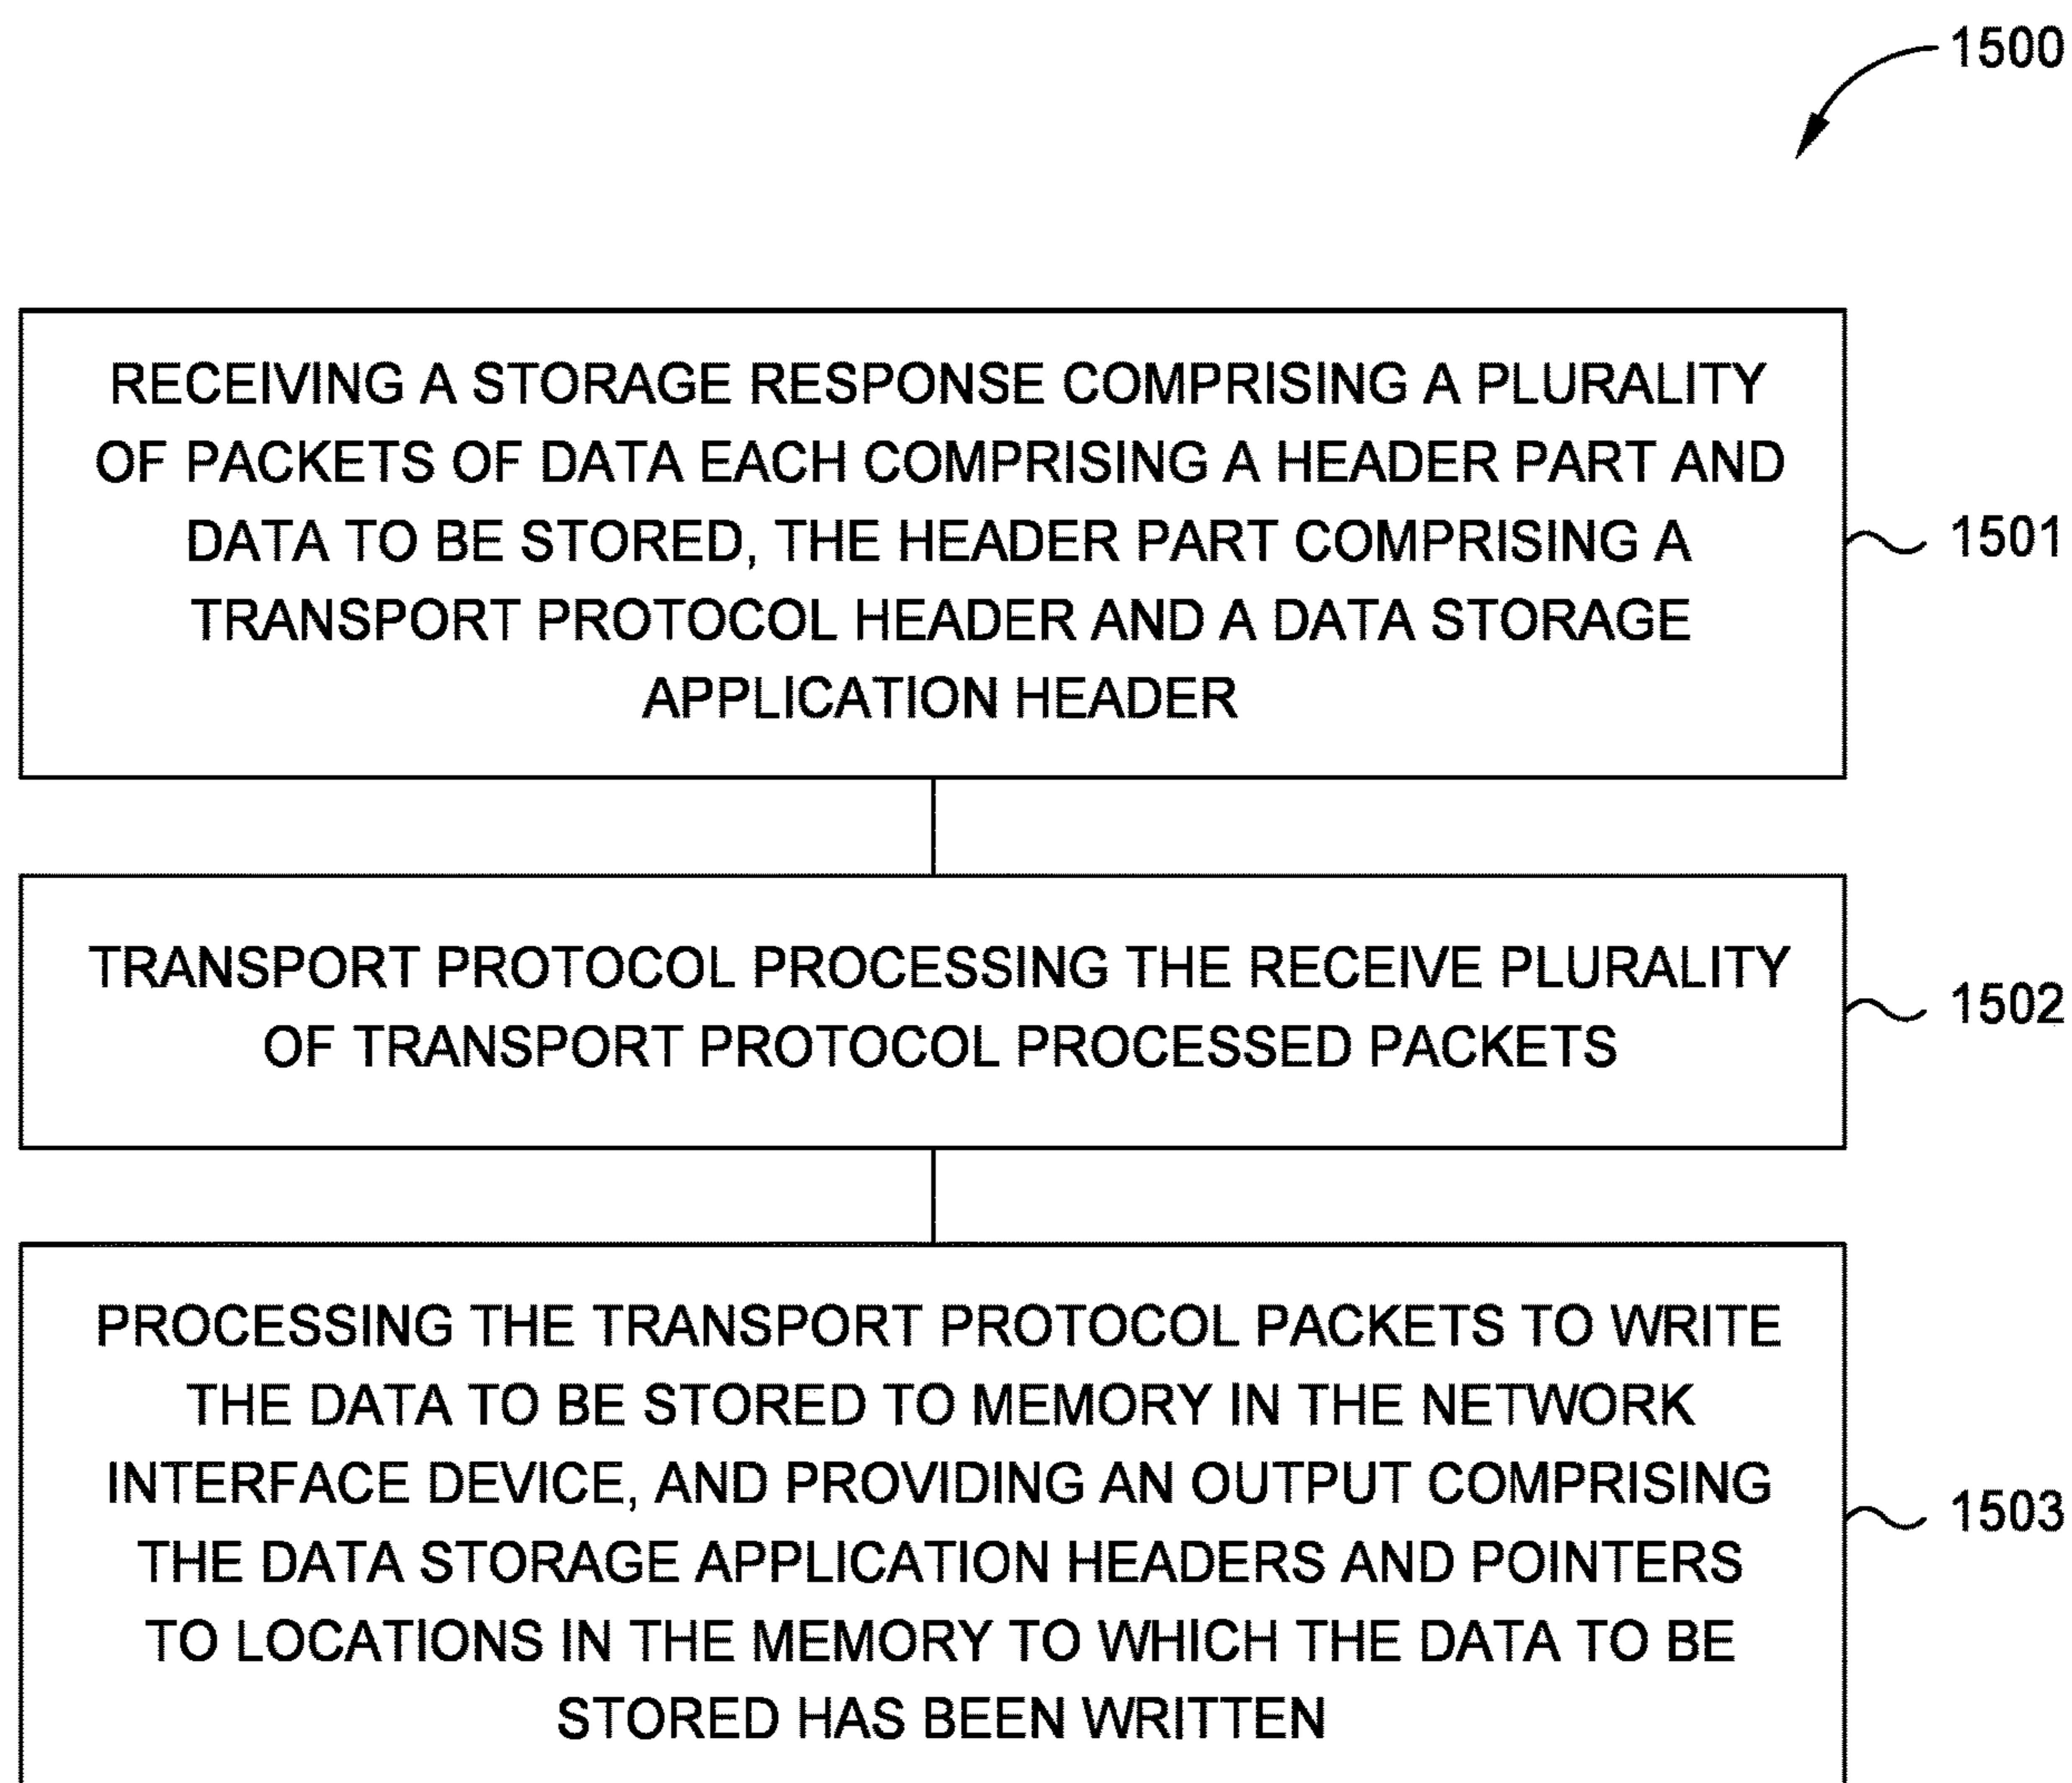 1500
RECEIVING A STORAGE RESPONSE COMPRISING A PLURALITY
OF PACKETS OF DATA EACH COMPRISING A HEADER PART AND
DATA TO BE STORED, THE HEADER PART COMPRISING A
TRANSPORT PROTOCOL HEADER AND A DATA STORAGE
APPLICATION HEADER
1501
TRANSPORT PROTOCOL PROCESSING THE RECEIVE PLURALITY
OF TRANSPORT PROTOCOL PROCESSED PACKETS
1502
PROCESSING THE TRANSPORT PROTOCOL PACKETS TO WRITE
THE DATA TO BE STORED TO MEMORY IN THE NETWORK
INTERFACE DEVICE, AND PROVIDING AN OUTPUT COMPRISING
THE DATA STORAGE APPLICATION HEADERS AND POINTERS
TO LOCATIONS IN THE MEMORY TO WHICH THE DATA TO BE
STORED HAS BEEN WRITTEN
1503